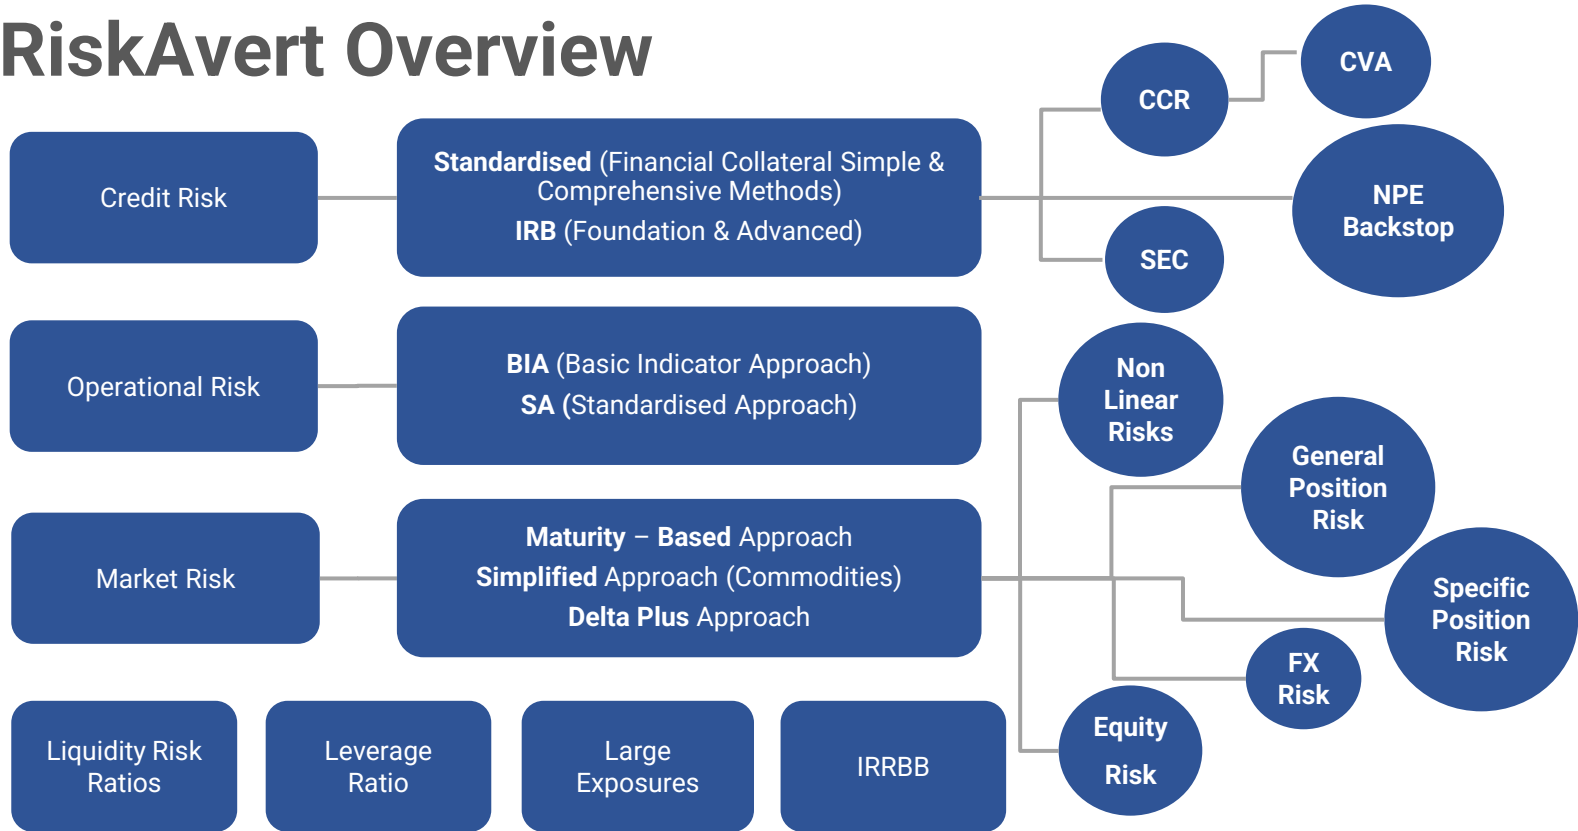 RiskAvert Overview
CVA
CCR
Credit Risk
Standardised (Financial Collateral Simple &
Comprehensive Methods)
IRB (Foundation & Advanced)
NPE
Backstop
SEC
Operational Risk
BIA (Basic Indicator Approach)
SA (Standardised Approach)
Non
Linear
Risks
General
Position
Risk
Market Risk
Maturity – Based Approach
Simplified Approach (Commodities)
Delta Plus Approach
Specific
Position
Risk
FX
Risk
Equity
Risk
Liquidity Risk
Ratios
Leverage
Ratio
Large
Exposures
IRRBB